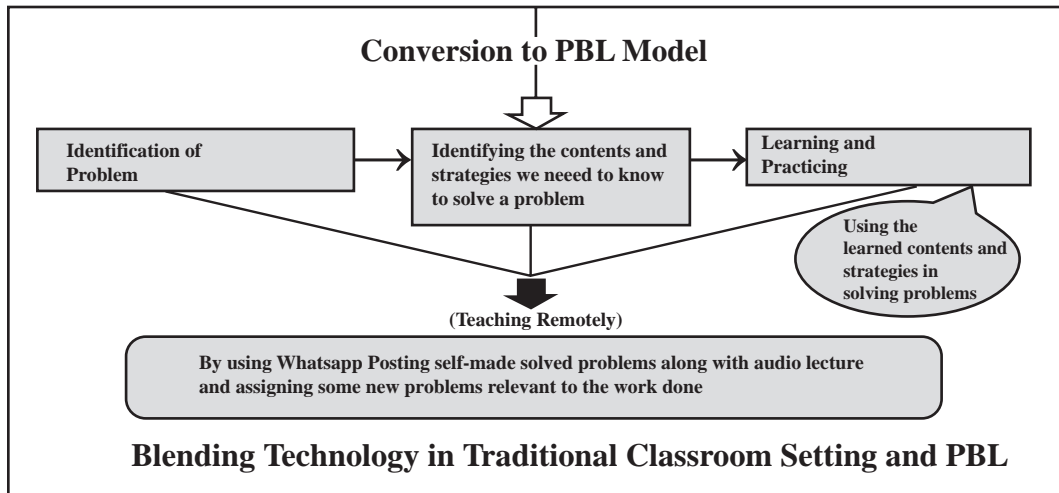 Conversion to PBL Model
Identification of
Problem
Identifying the contents and
strategies we neeed to know
to solve a problem
Learning and
Practicing
Using the
learned contents and
strategies in
solving problems
(Teaching Remotely)
By using Whatsapp Posting self-made solved problems along with audio lecture
and assigning some new problems relevant to the work done
Blending Technology in Traditional Classroom Setting and PBL